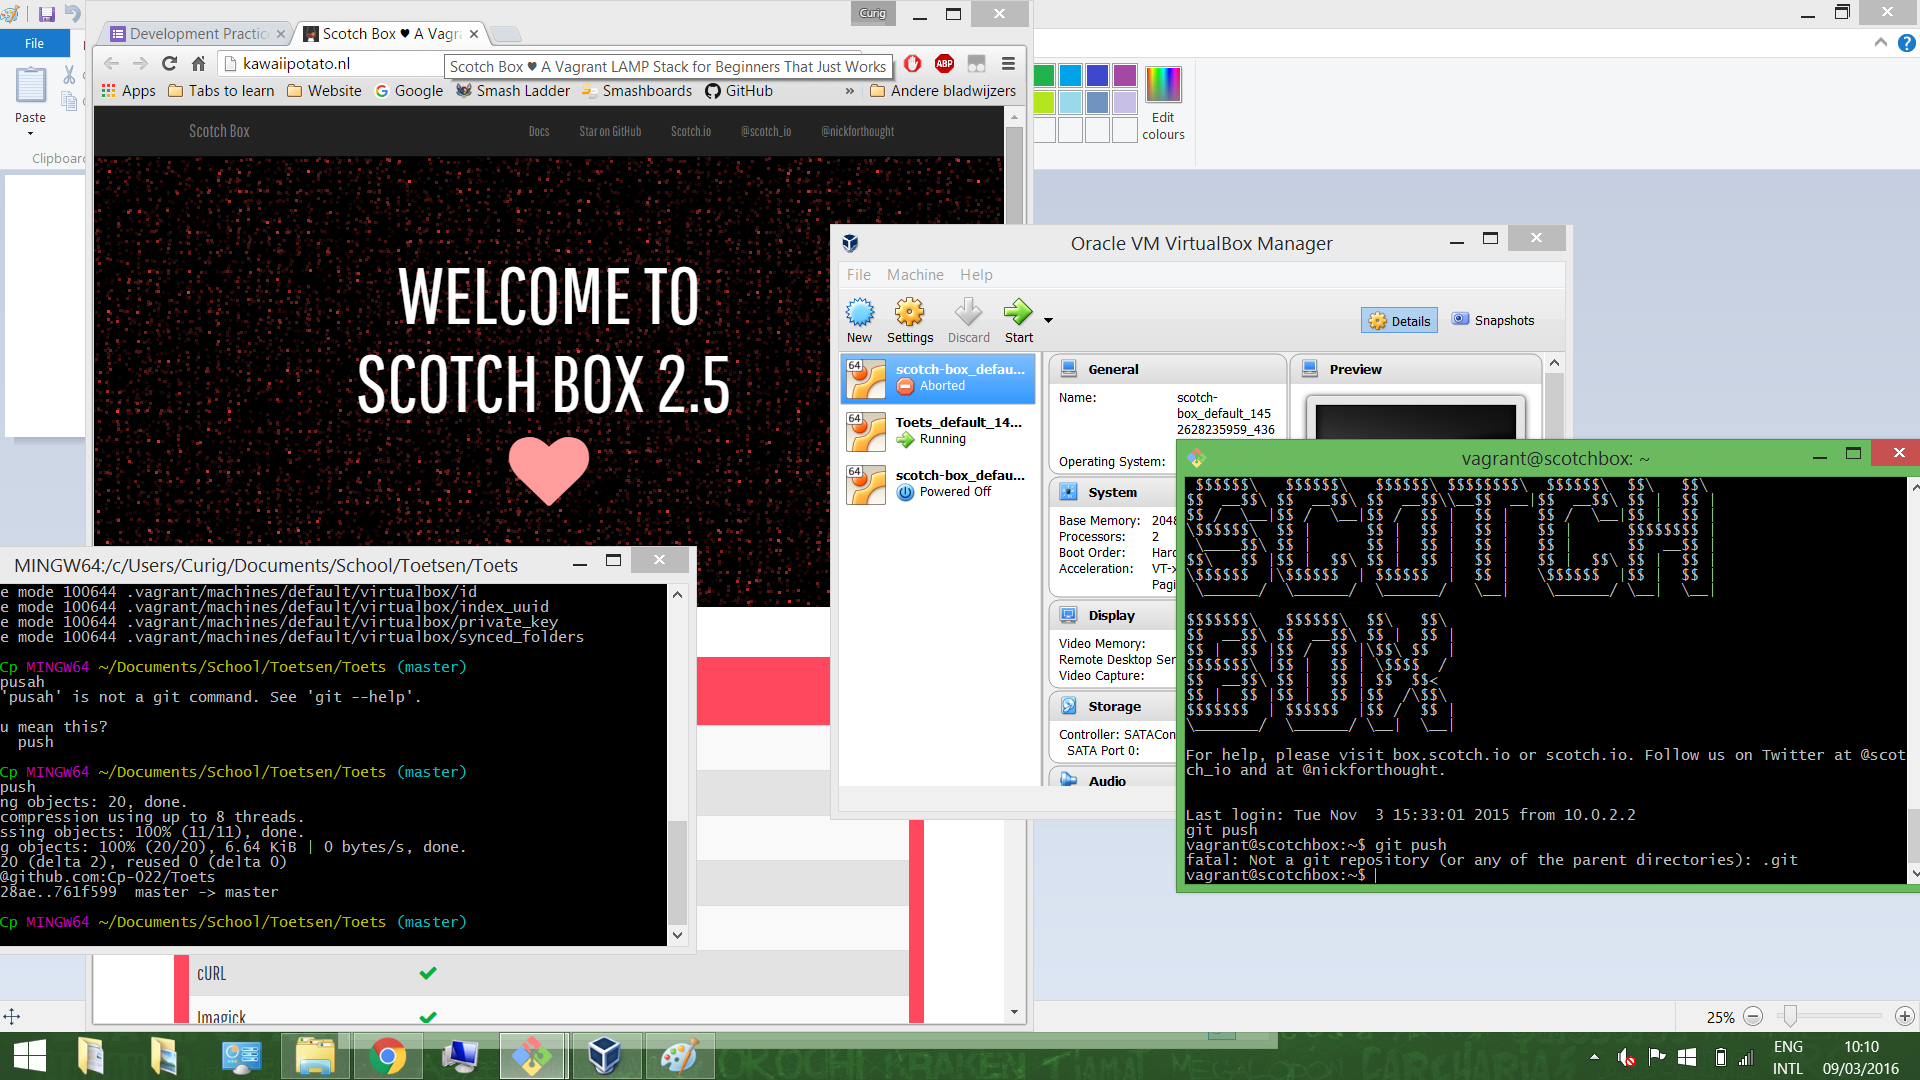 File
Paste
Clipboard
Edit
colours
25%
Curig
Development Practic
Scotch Box ♥ A Vagr
kawaiipotato.nl
Scotch Box ♥ A Vagrant LAMP Stack for Beginners That Just Works
ABP
Apps Tabs to learn Website Google Smash Ladder Smashboards GitHub » Andere bladwijzers
Scotch Box Docs Star on GitHub Scotch.io @scotch_io @nickforthought
WELCOME TO
SCOTCH BOX 2.5
cURL
Imagick
Oracle VM VirtualBox Manager
File Machine Help
New Settings Discard Start Details Snapshots
64 scotch-box_defau...
Aborted
64 Toets_default_14...
Running
64 scotch-box_defau...
Powered Off
General
Name: scotch-
box_default_145
2628235959_436
Operating System:
Preview
System
Base Memory: 2048
Processors: 2
Boot Order: Hard
Acceleration: VT-x
Pagi
Display
Video Memory:
Remote Desktop Ser
Video Capture:
Storage
Controller: SATACon
SATA Port 0:
Audio
MINGW64:/c/Users/Curig/Documents/School/Toetsen/Toets
e mode 100644 .vagrant/machines/default/virtualbox/id
e mode 100644 .vagrant/machines/default/virtualbox/index_uuid
e mode 100644 .vagrant/machines/default/virtualbox/private_key
e mode 100644 .vagrant/machines/default/virtualbox/synced_folders
Cp MINGW64 ~/Documents/School/Toetsen/Toets (master)
pusah
'pusah' is not a git command. See 'git --help'.
u mean this?
push
Cp MINGW64 ~/Documents/School/Toetsen/Toets (master)
push
ng objects: 20, done.
compression using up to 8 threads.
ssing objects: 100% (11/11), done.
g objects: 100% (20/20), 6.64 KiB | 0 bytes/s, done.
20 (delta 2), reused 0 (delta 0)
@github.com:Cp-022/Toets
28ae..761f599  master -> master
Cp MINGW64 ~/Documents/School/Toetsen/Toets (master)
vagrant@scotchbox: ~
SCOTCH
BOX
For help, please visit box.scotch.io or scotch.io. Follow us on Twitter at @scot
ch_io and at @nickforthought.
Last login: Tue Nov  3 15:33:01 2015 from 10.0.2.2
git push
vagrant@scotchbox:~$ git push
fatal: Not a git repository (or any of the parent directories): .git
vagrant@scotchbox:~$
ENG
INTL
10:10
09/03/2016